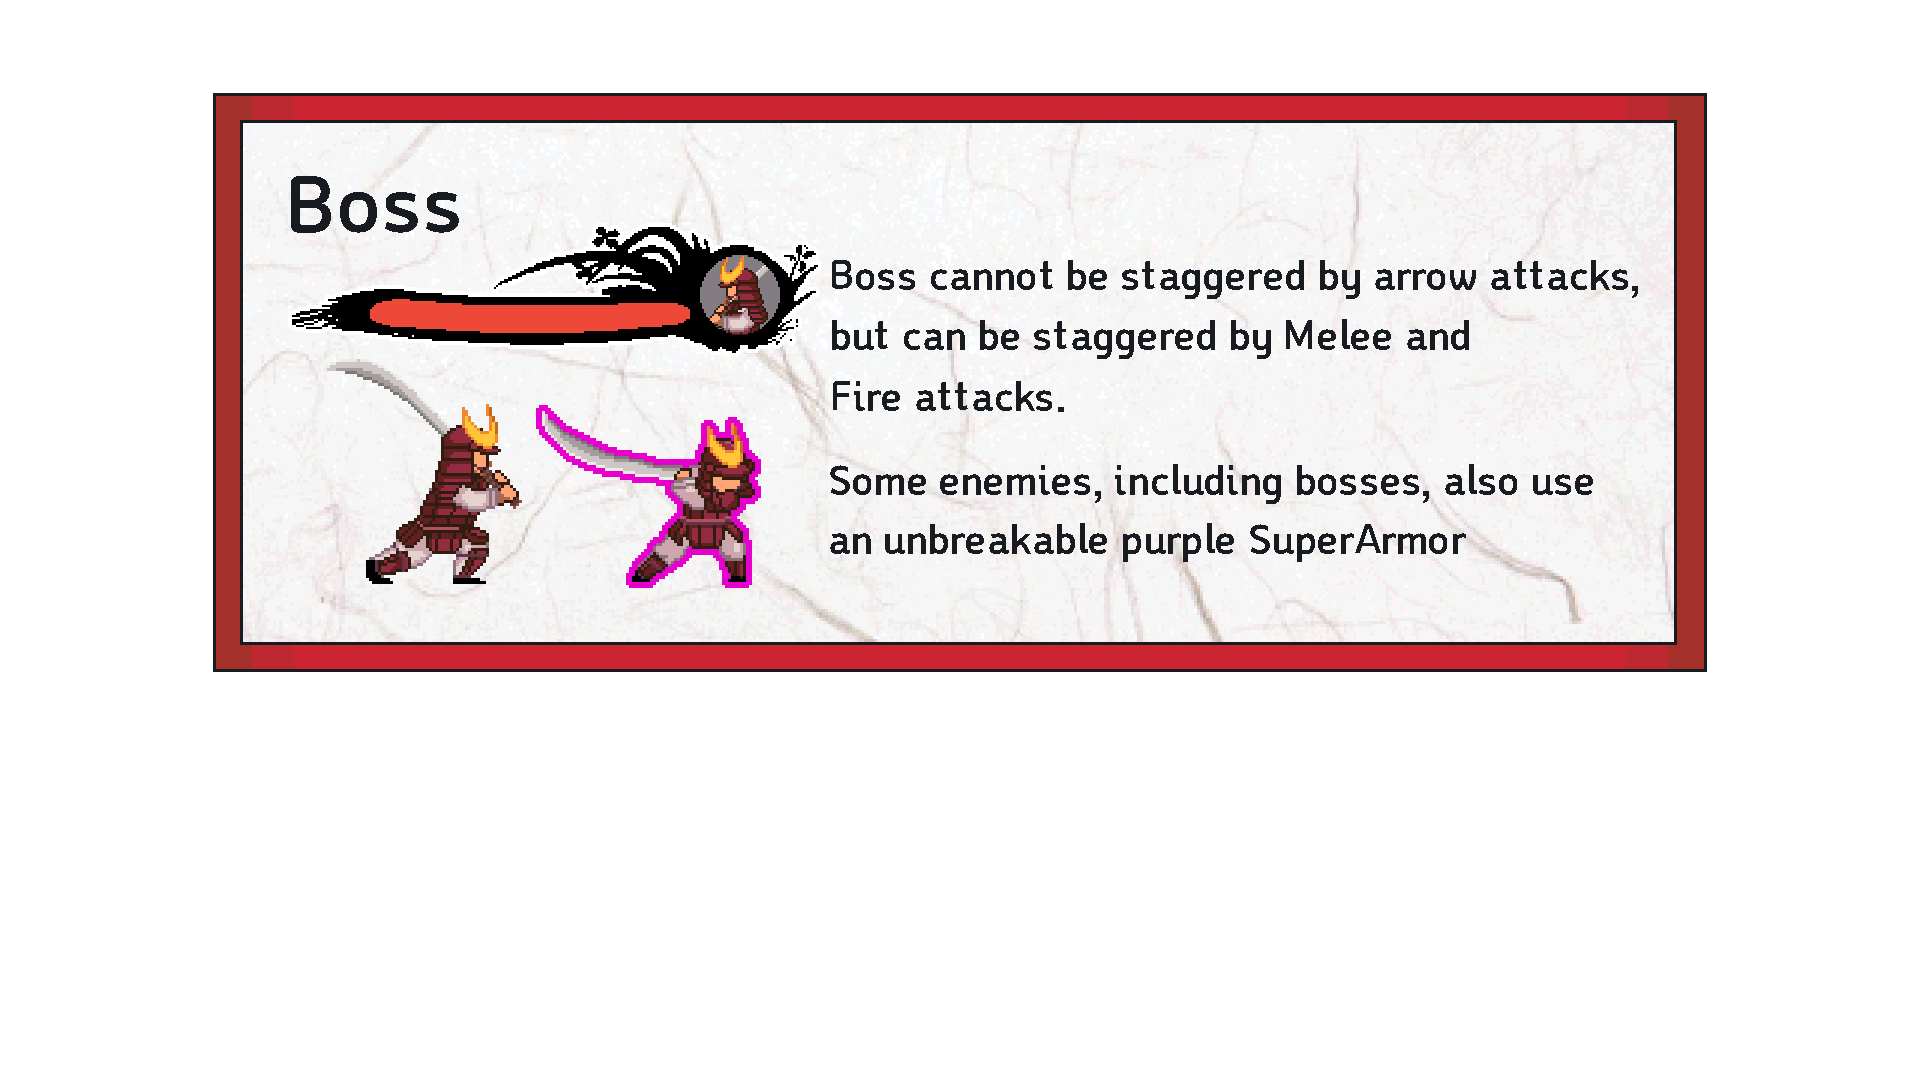 Boss
Boss cannot be staggered by arrow attacks,
but can be staggered by Melee and
Fire attacks.
Some enemies, including bosses, also use
an unbreakable purple SuperArmor